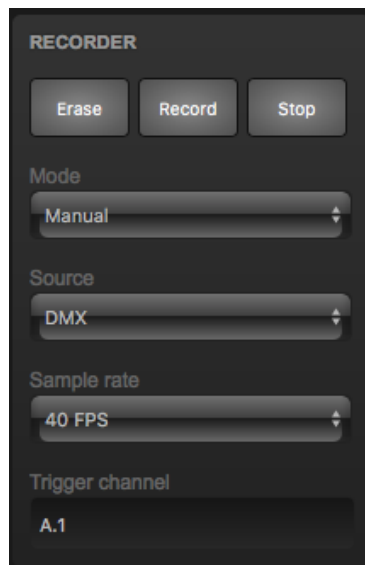 RECORDER
Erase Record Stop
Mode
Manual
Source
DMX
Sample rate
40 FPS
Trigger channel
A.1